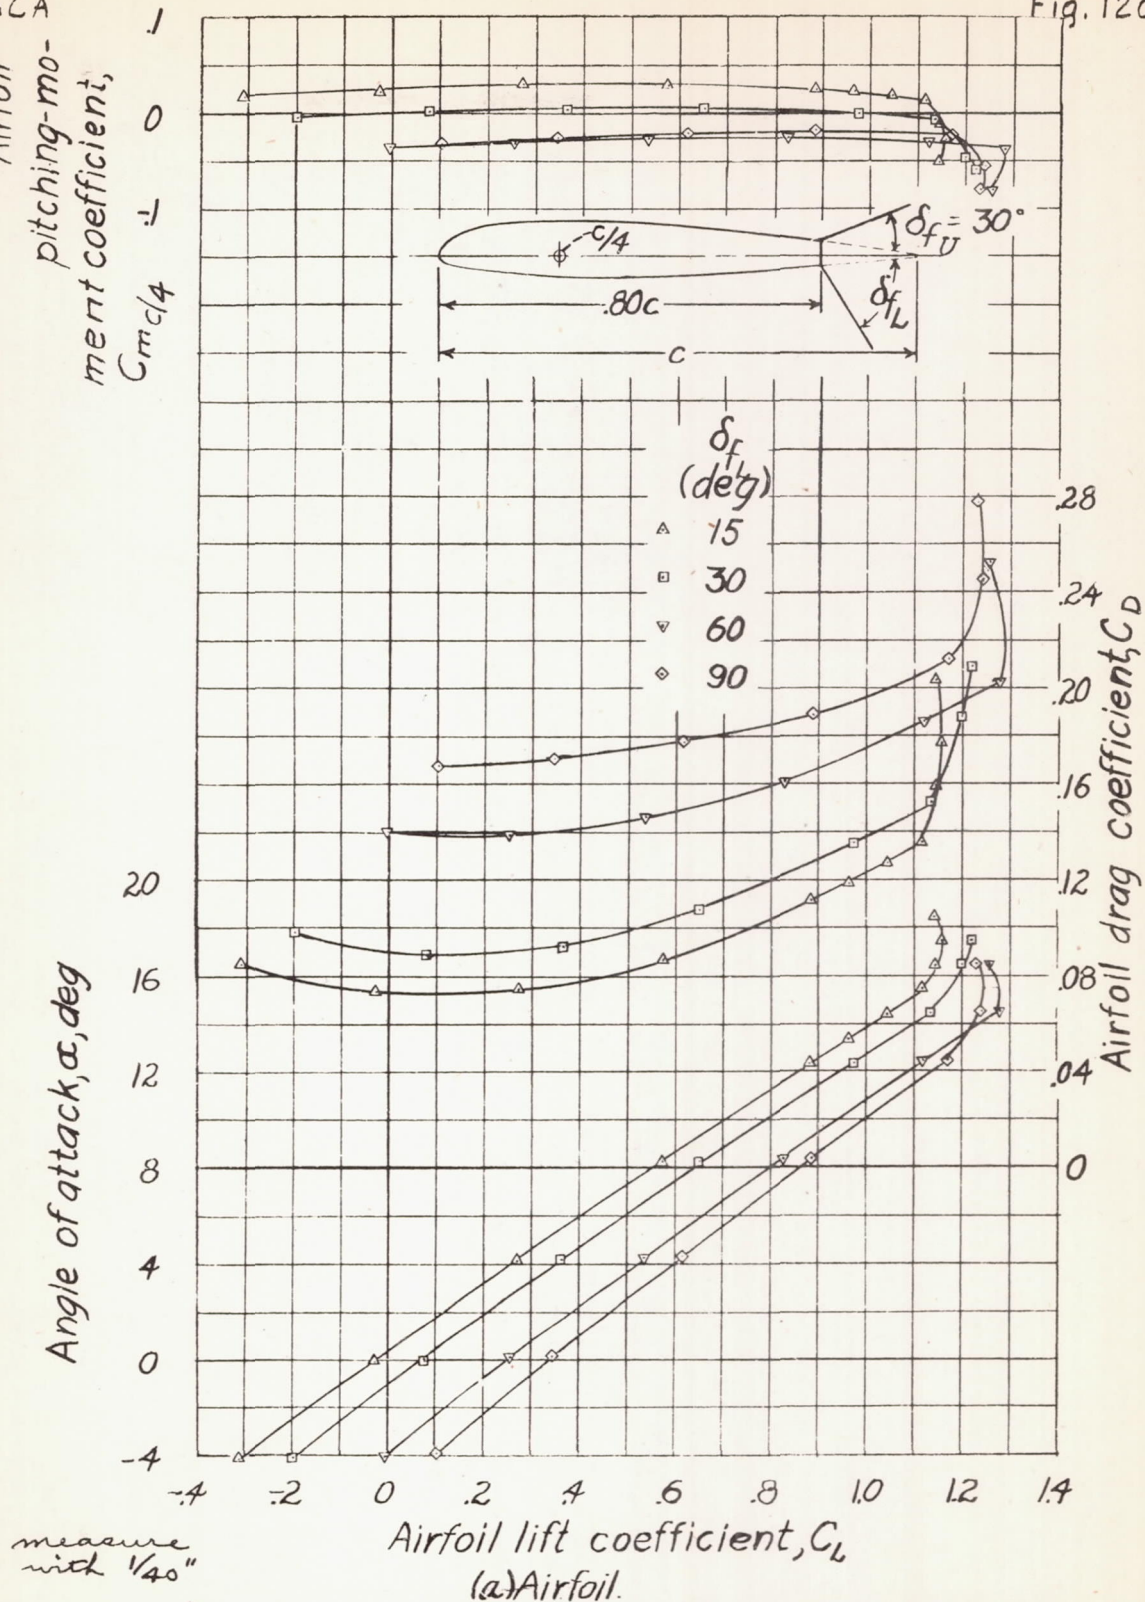 CA
Fig. 12
Airfoil
pitching-mo-
ment coefficient,
Cmc/4
.1
0
-.1
c/4
δfU = 30°
.80c
δfL
c
δfL
(deg)
15
30
60
90
.28
.24
.20
.16
.12
.08
.04
0
Airfoil drag coefficient, CD
20
16
12
8
4
0
-4
Angle of attack, α, deg
-.4 -.2 0 .2 .4 .6 .8 1.0 1.2 1.4
Airfoil lift coefficient, CL
(a) Airfoil.
measure
with 1/40"